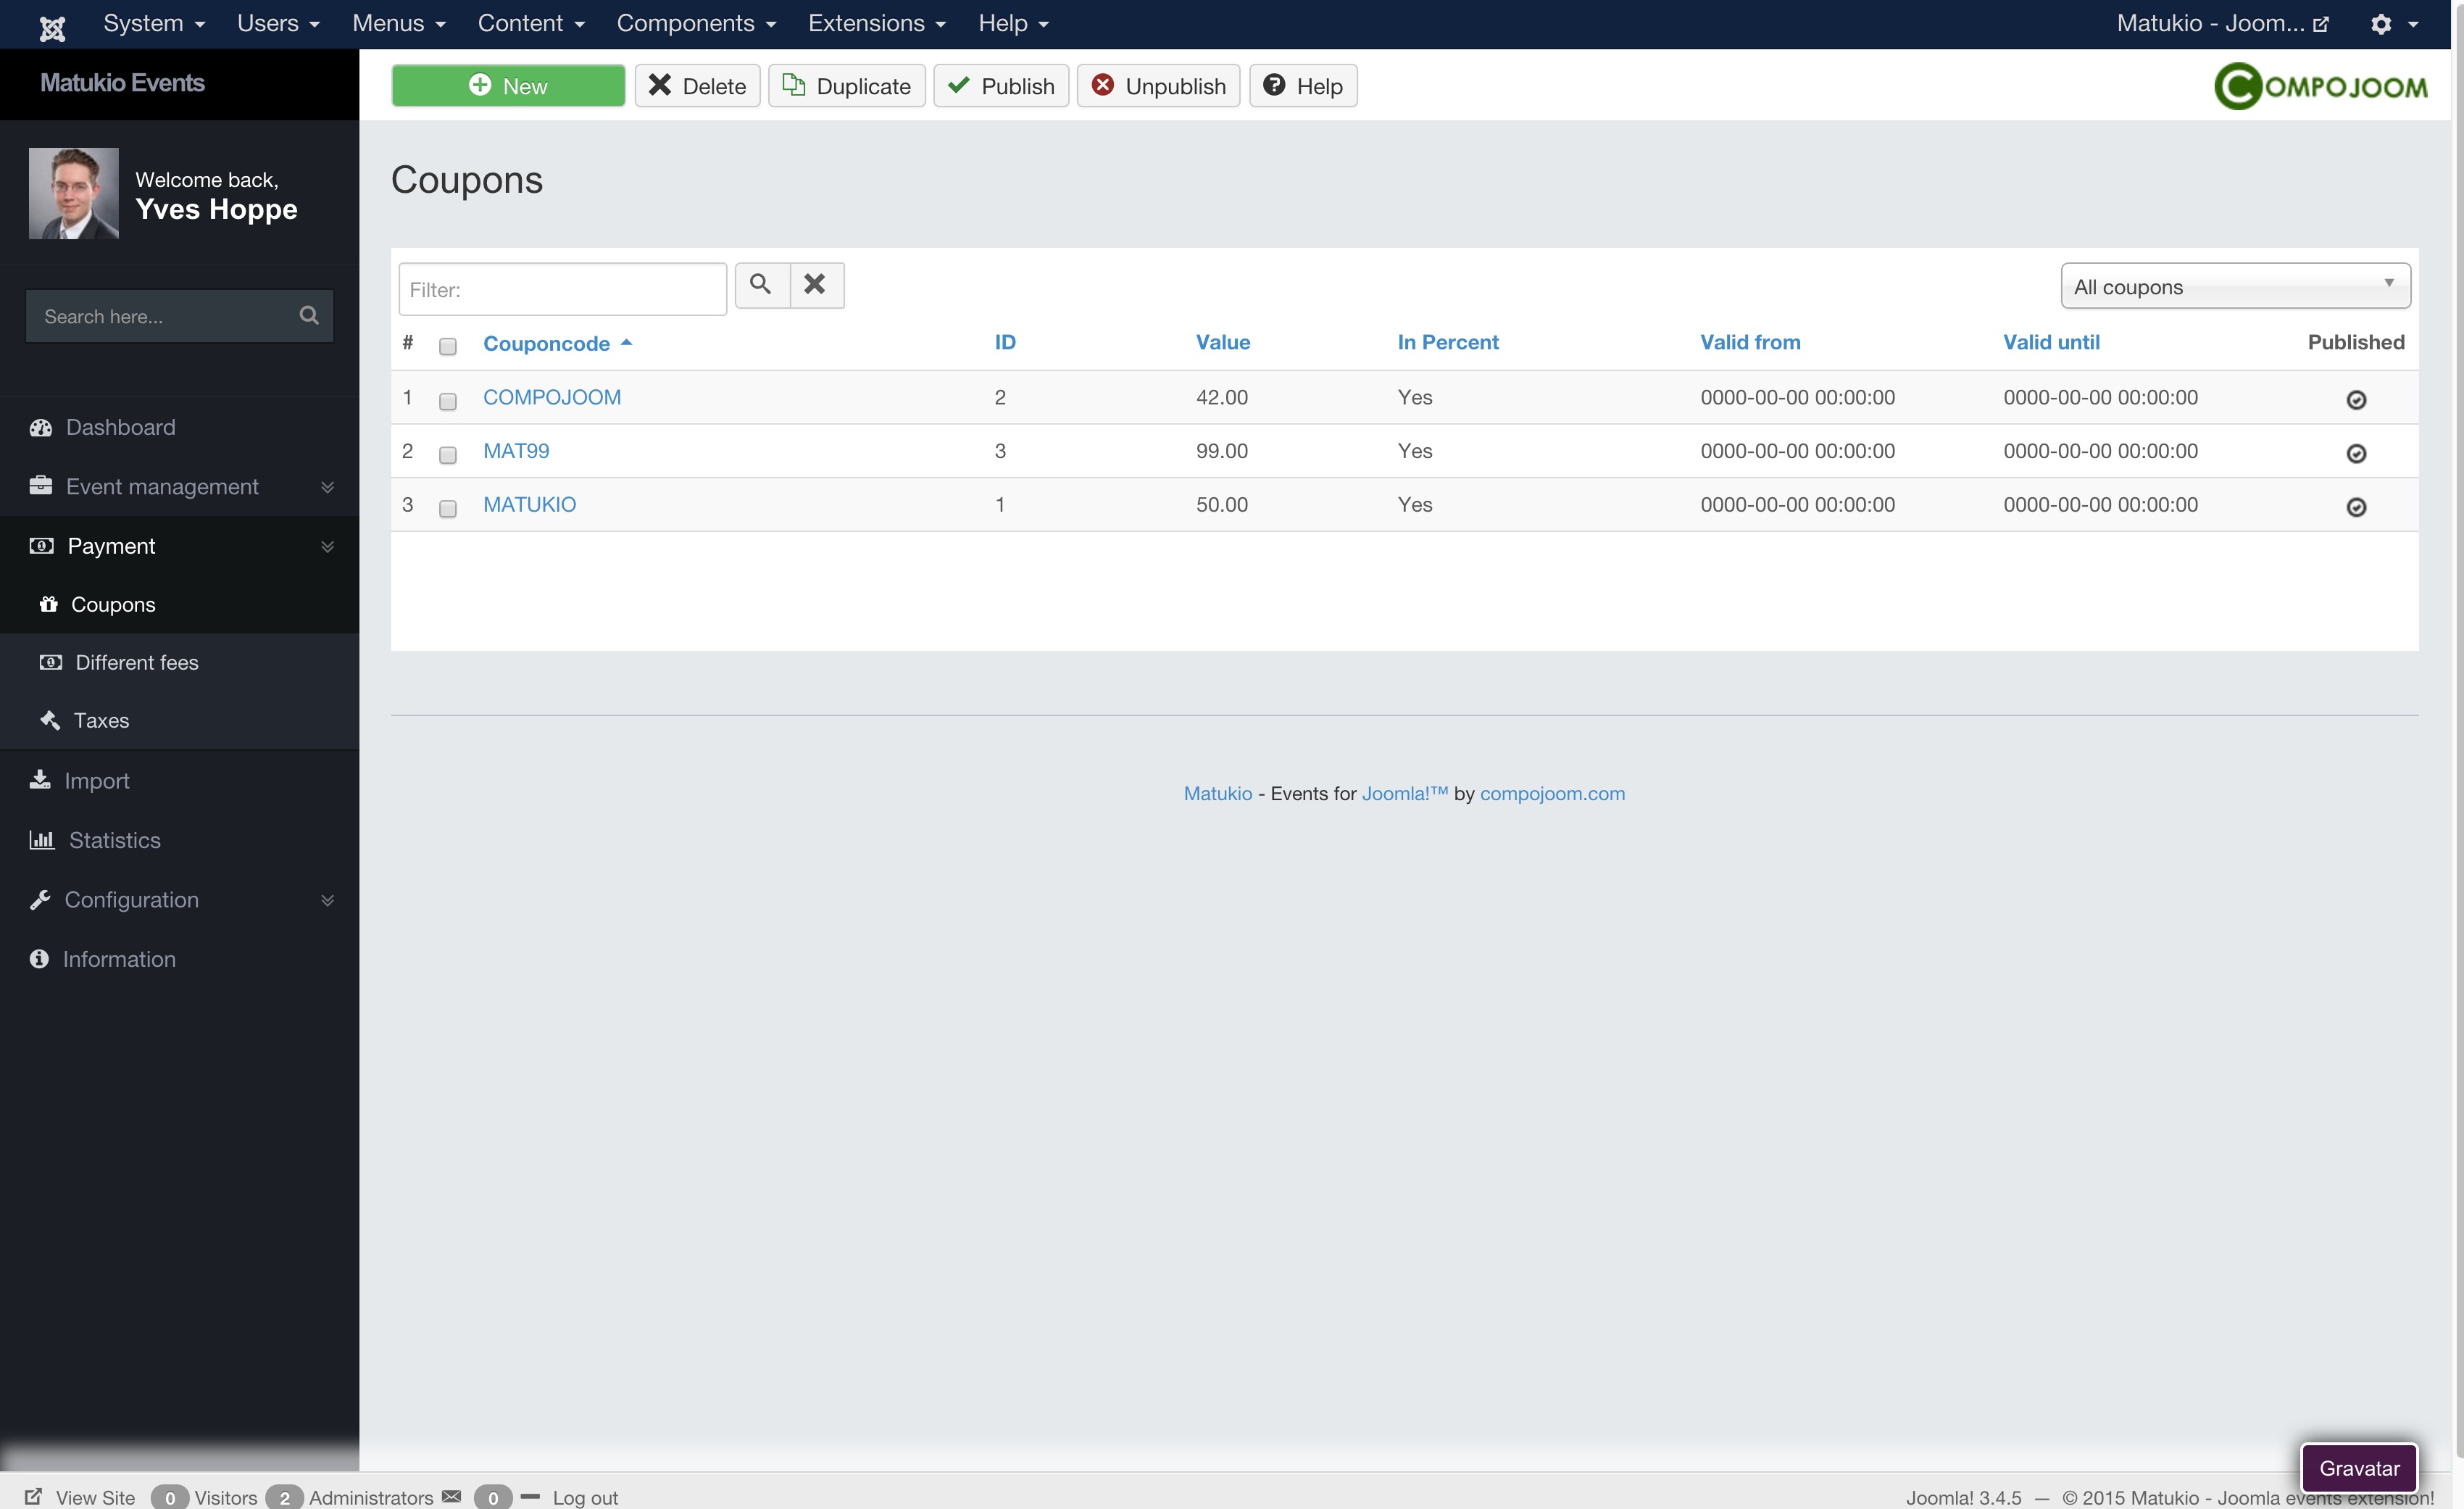 System Users Menus Content Components Extensions Help Matukio - Joom...
Matukio Events
New Delete Duplicate Publish Unpublish Help COMPOJOOM
Welcome back,
Yves Hoppe
Search here...
Dashboard
Event management
Payment
Coupons
Different fees
Taxes
Import
Statistics
Configuration
Information
Coupons
Filter: All coupons
# Couponcode ID Value In Percent Valid from Valid until Published
1 COMPOJOOM 2 42.00 Yes 0000-00-00 00:00:00 0000-00-00 00:00:00
2 MAT99 3 99.00 Yes 0000-00-00 00:00:00 0000-00-00 00:00:00
3 MATUKIO 1 50.00 Yes 0000-00-00 00:00:00 0000-00-00 00:00:00
Matukio - Events for Joomla!™ by compojoom.com
Gravatar
View Site 0 Visitors 2 Administrators 0 Log out Joomla! 3.4.5 — © 2015 Matukio - Joomla events extension!